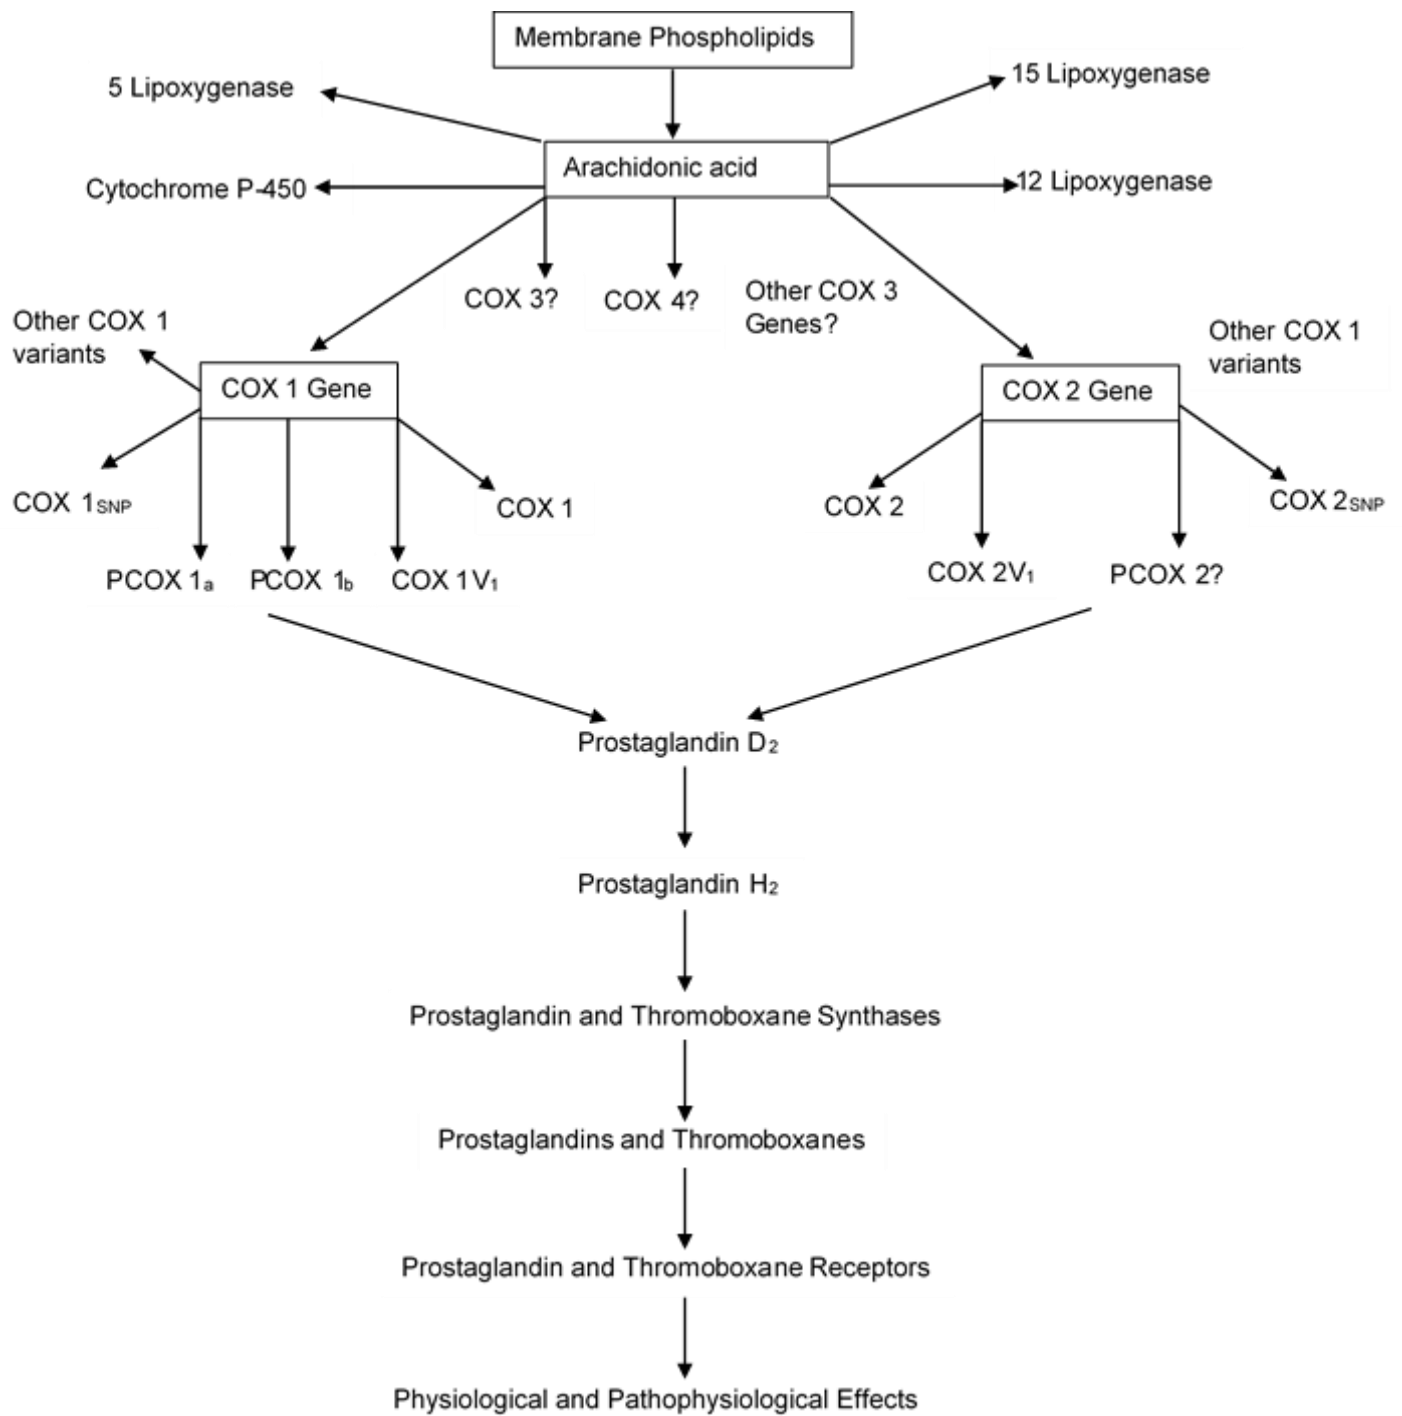 Membrane Phospholipids
5 Lipoxygenase
15 Lipoxygenase
Arachidonic acid
Cytochrome P-450
12 Lipoxygenase
COX 3?
COX 4?
Other COX 3
Genes?
Other COX 1
variants
Other COX 1
variants
COX 1 Gene
COX 2 Gene
COX 1SNP
COX 1
COX 2
COX 2SNP
PCOX 1a
PCOX 1b
COX 1V1
COX 2V1
PCOX 2?
Prostaglandin D2
Prostaglandin H2
Prostaglandin and Thromoboxane Synthases
Prostaglandins and Thromoboxanes
Prostaglandin and Thromoboxane Receptors
Physiological and Pathophysiological Effects